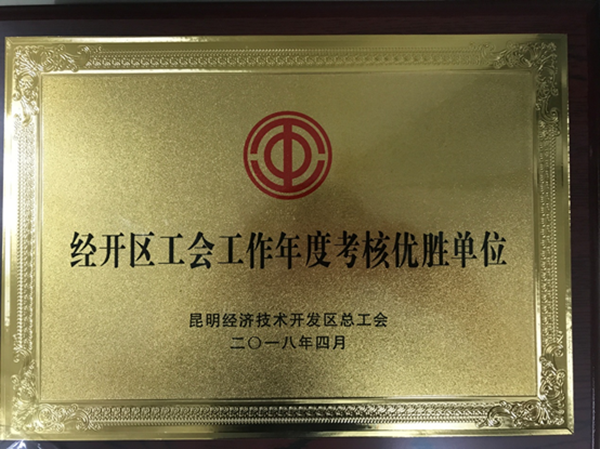 经开区工会工作年度考核优胜单位
昆明经济技术开发区总工会
二〇一八年四月